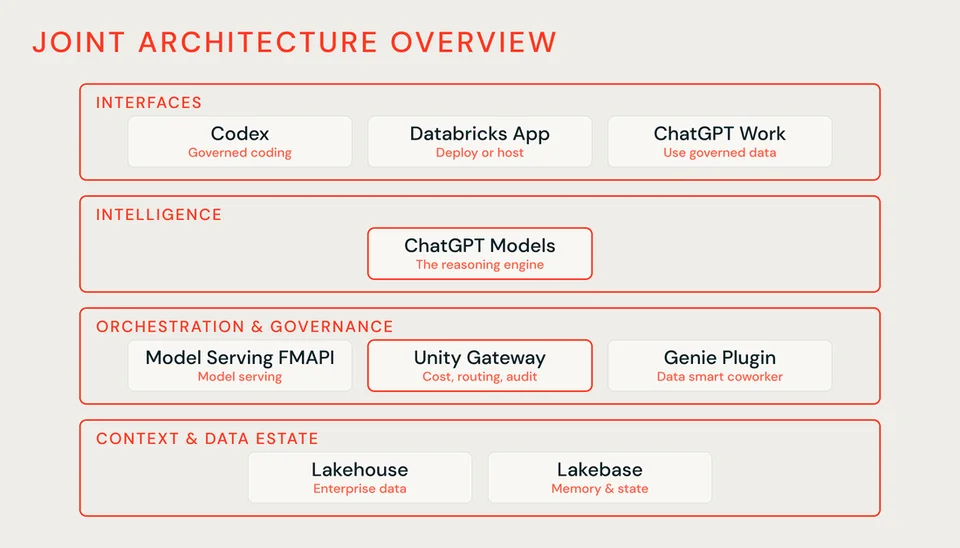 JOINT ARCHITECTURE OVERVIEW
INTERFACES
Codex
Governed coding
Databricks App
Deploy or host
ChatGPT Work
Use governed data
INTELLIGENCE
ChatGPT Models
The reasoning engine
ORCHESTRATION & GOVERNANCE
Model Serving FMAPI
Model serving
Unity Gateway
Cost, routing, audit
Genie Plugin
Data smart coworker
CONTEXT & DATA ESTATE
Lakehouse
Enterprise data
Lakebase
Memory & state